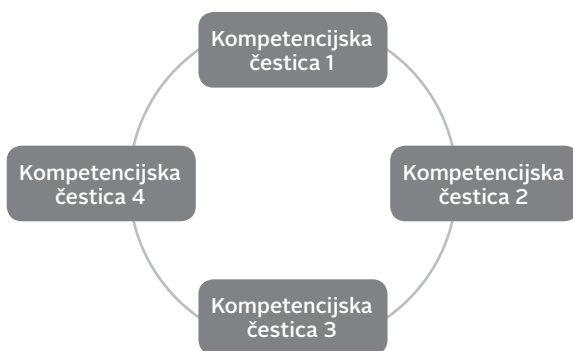 Kompetencijska
čestica 1
Kompetencijska
čestica 4
Kompetencijska
čestica 2
Kompetencijska
čestica 3